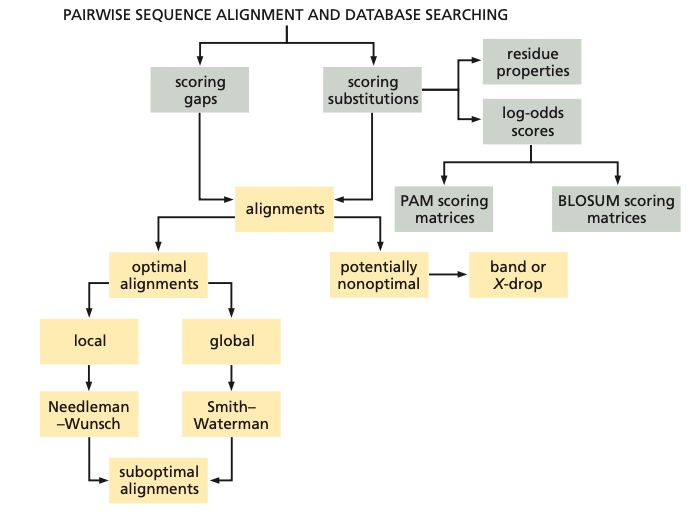 PAIRWISE SEQUENCE ALIGNMENT AND DATABASE SEARCHING
scoring
gaps
scoring
substitutions
residue
properties
log-odds
scores
PAM scoring
matrices
BLOSUM scoring
matrices
alignments
optimal
alignments
potentially
nonoptimal
band or
X-drop
local
global
Needleman
–Wunsch
Smith–
Waterman
suboptimal
alignments